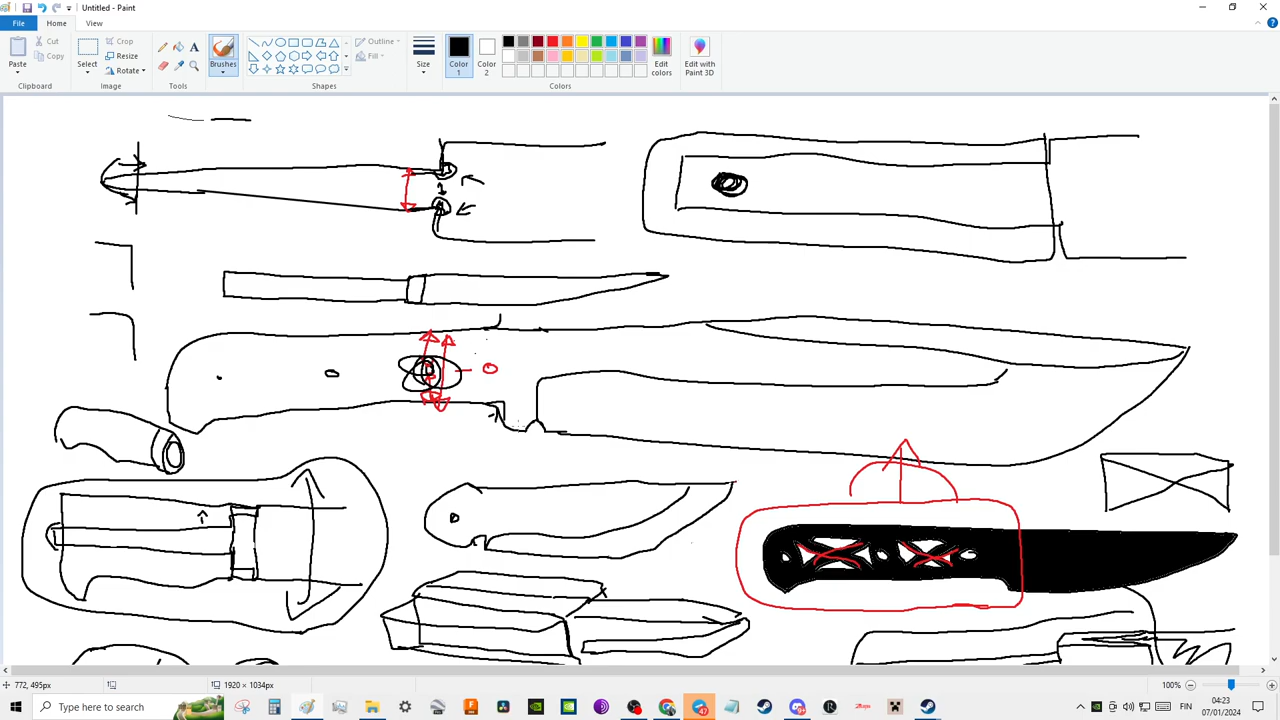 Untitled - Paint
File
Home
View
Paste
Cut
Copy
Clipboard
Select
Crop
Resize
Rotate
Image
A
Tools
Brushes
Outline
Fill
Shapes
Size
Color 1
Color 2
Edit colors
Edit with Paint 3D
Colors
772, 495px
1920 × 1034px
100%
Type here to search
FIN
04:23
07/01/2024